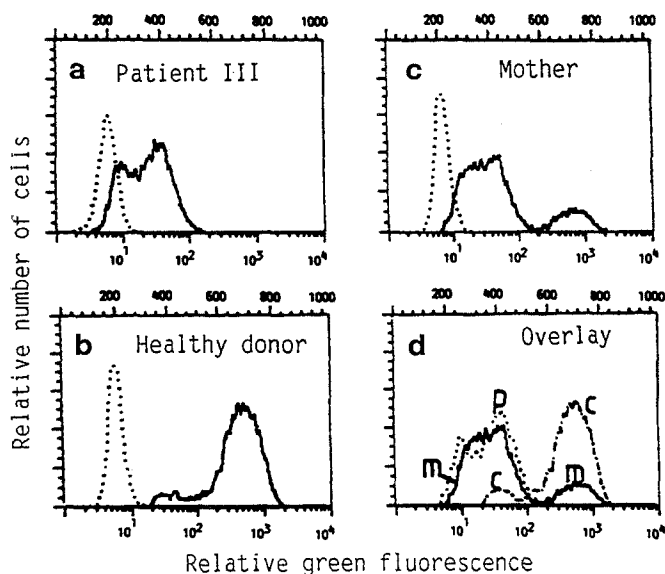 200 400 600 800 1000
200 400 600 800 1000
a Patient III
c Mother
10¹ 10² 10³ 10⁴
10¹ 10² 10³ 10⁴
200 400 600 800 1000
200 400 600 800 1000
b Healthy donor
d Overlay
p
c
m
c
m
10¹ 10² 10³ 10⁴
10¹ 10² 10³ 10⁴
Relative number of cells
Relative green fluorescence